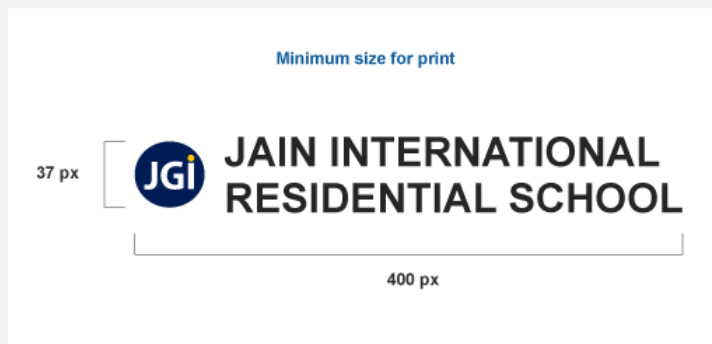 Minimum size for print
37 px
JGi
JAIN INTERNATIONAL
RESIDENTIAL SCHOOL
400 px